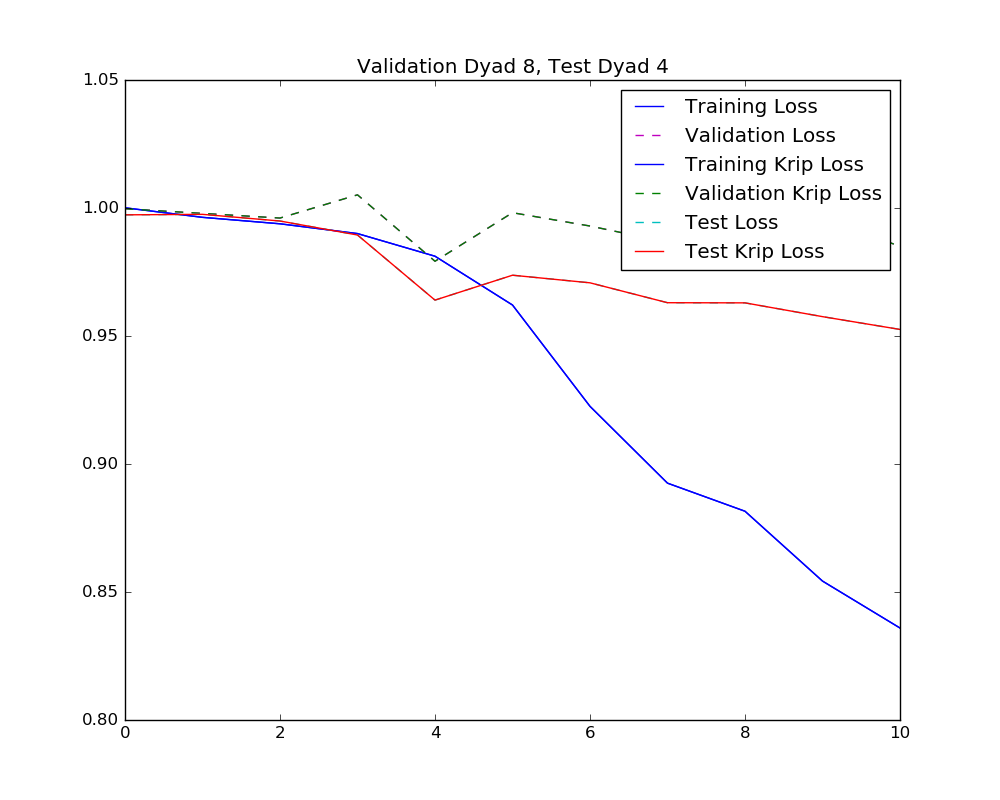 Validation Dyad 8, Test Dyad 4
1.05
Training Loss
Validation Loss
Training Krip Loss
Validation Krip Loss
Test Loss
Test Krip Loss
1.00
0.95
0.90
0.85
0.80
0 2 4 6 8 10